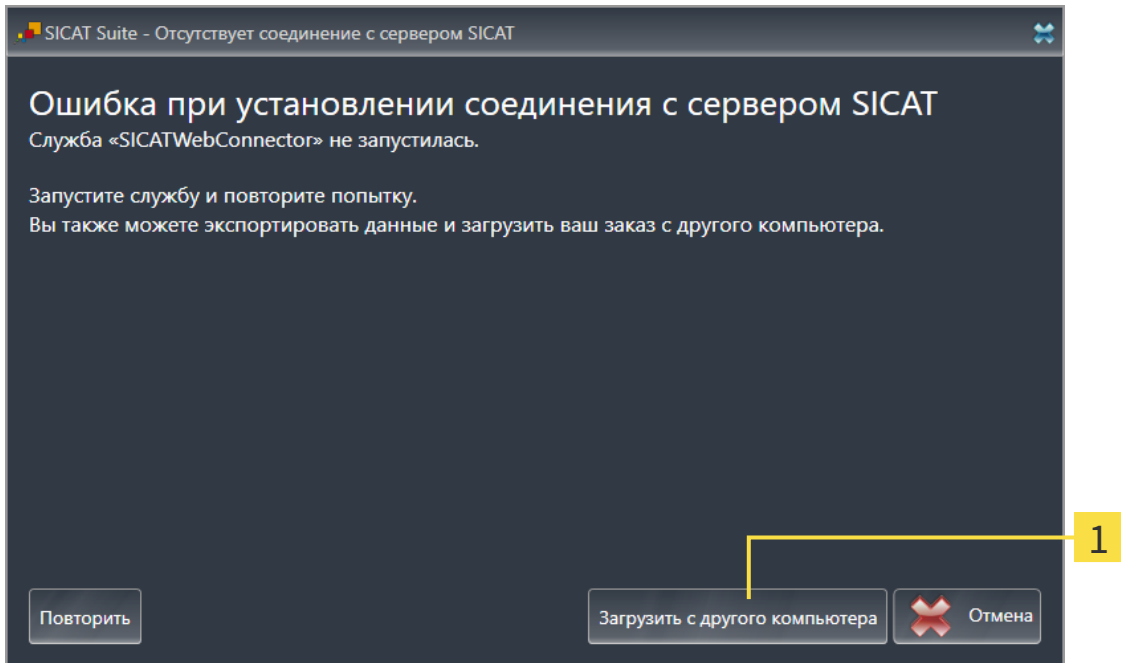 SICAT Suite - Отсутствует соединение с сервером SICAT
Ошибка при установлении соединения с сервером SICAT
Служба «SICATWebConnector» не запустилась.
Запустите службу и повторите попытку.
Вы также можете экспортировать данные и загрузить ваш заказ с другого компьютера.
1
Повторить
Загрузить с другого компьютера
Отмена